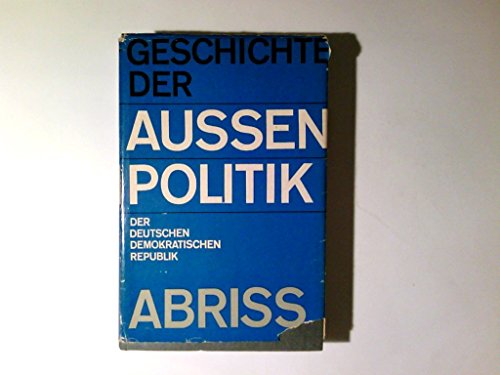 GESCHICHTE
DER
AUSSEN
POLITIK
DER
DEUTSCHEN
DEMOKRATISCHEN
REPUBLIK
ABRISS